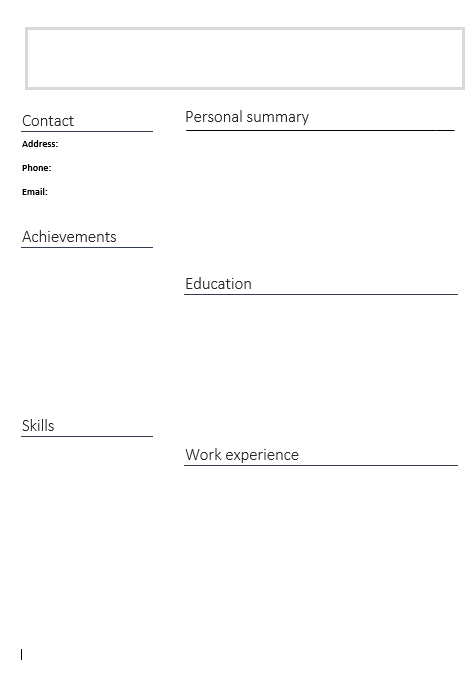 Contact
Address:
Phone:
Email:
Achievements
Skills
Personal summary
Education
Work experience